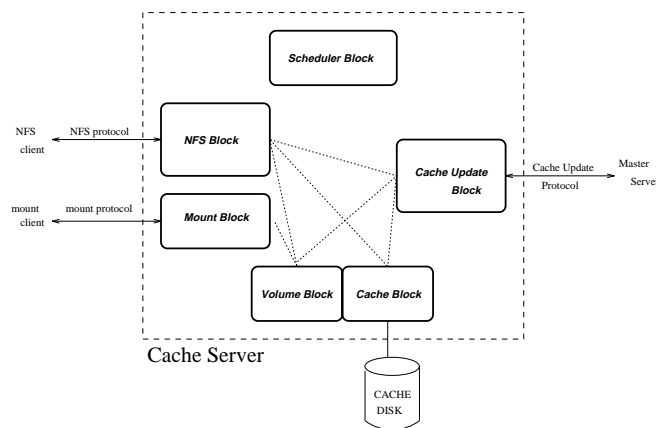 Scheduler Block
NFS
client
NFS protocol
NFS Block
Cache Update
Block
Cache Update
Protocol
Master
Server
mount
client
mount protocol
Mount Block
Volume Block
Cache Block
Cache Server
CACHE
DISK